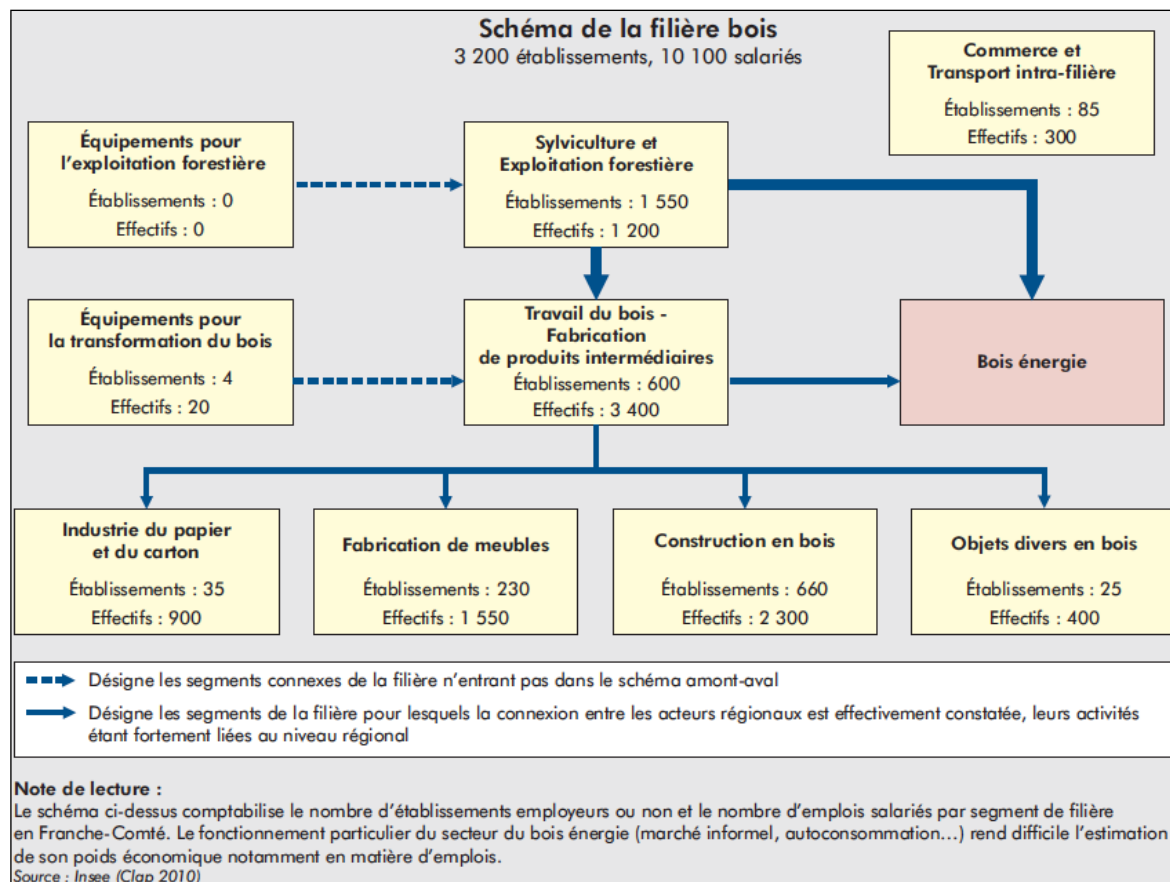 Schéma de la filière bois
3 200 établissements, 10 100 salariés
Commerce et
Transport intra-filière
Établissements : 85
Effectifs : 300
Équipements pour
l'exploitation forestière
Établissements : 0
Effectifs : 0
Sylviculture et
Exploitation forestière
Établissements : 1 550
Effectifs : 1 200
Équipements pour
la transformation du bois
Établissements : 4
Effectifs : 20
Travail du bois -
Fabrication
de produits intermédiaires
Établissements : 600
Effectifs : 3 400
Bois énergie
Industrie du papier
et du carton
Établissements : 35
Effectifs : 900
Fabrication de meubles
Établissements : 230
Effectifs : 1 550
Construction en bois
Établissements : 660
Effectifs : 2 300
Objets divers en bois
Établissements : 25
Effectifs : 400
Désigne les segments connexes de la filière n'entrant pas dans le schéma amont-aval
Désigne les segments de la filière pour lesquels la connexion entre les acteurs régionaux est effectivement constatée, leurs activités
étant fortement liées au niveau régional
Note de lecture :
Le schéma ci-dessus comptabilise le nombre d'établissements employeurs ou non et le nombre d'emplois salariés par segment de filière
en Franche-Comté. Le fonctionnement particulier du secteur du bois énergie (marché informel, autoconsommation...) rend difficile l'estimation
de son poids économique notamment en matière d'emplois.
Source : Insee (Clap 2010)